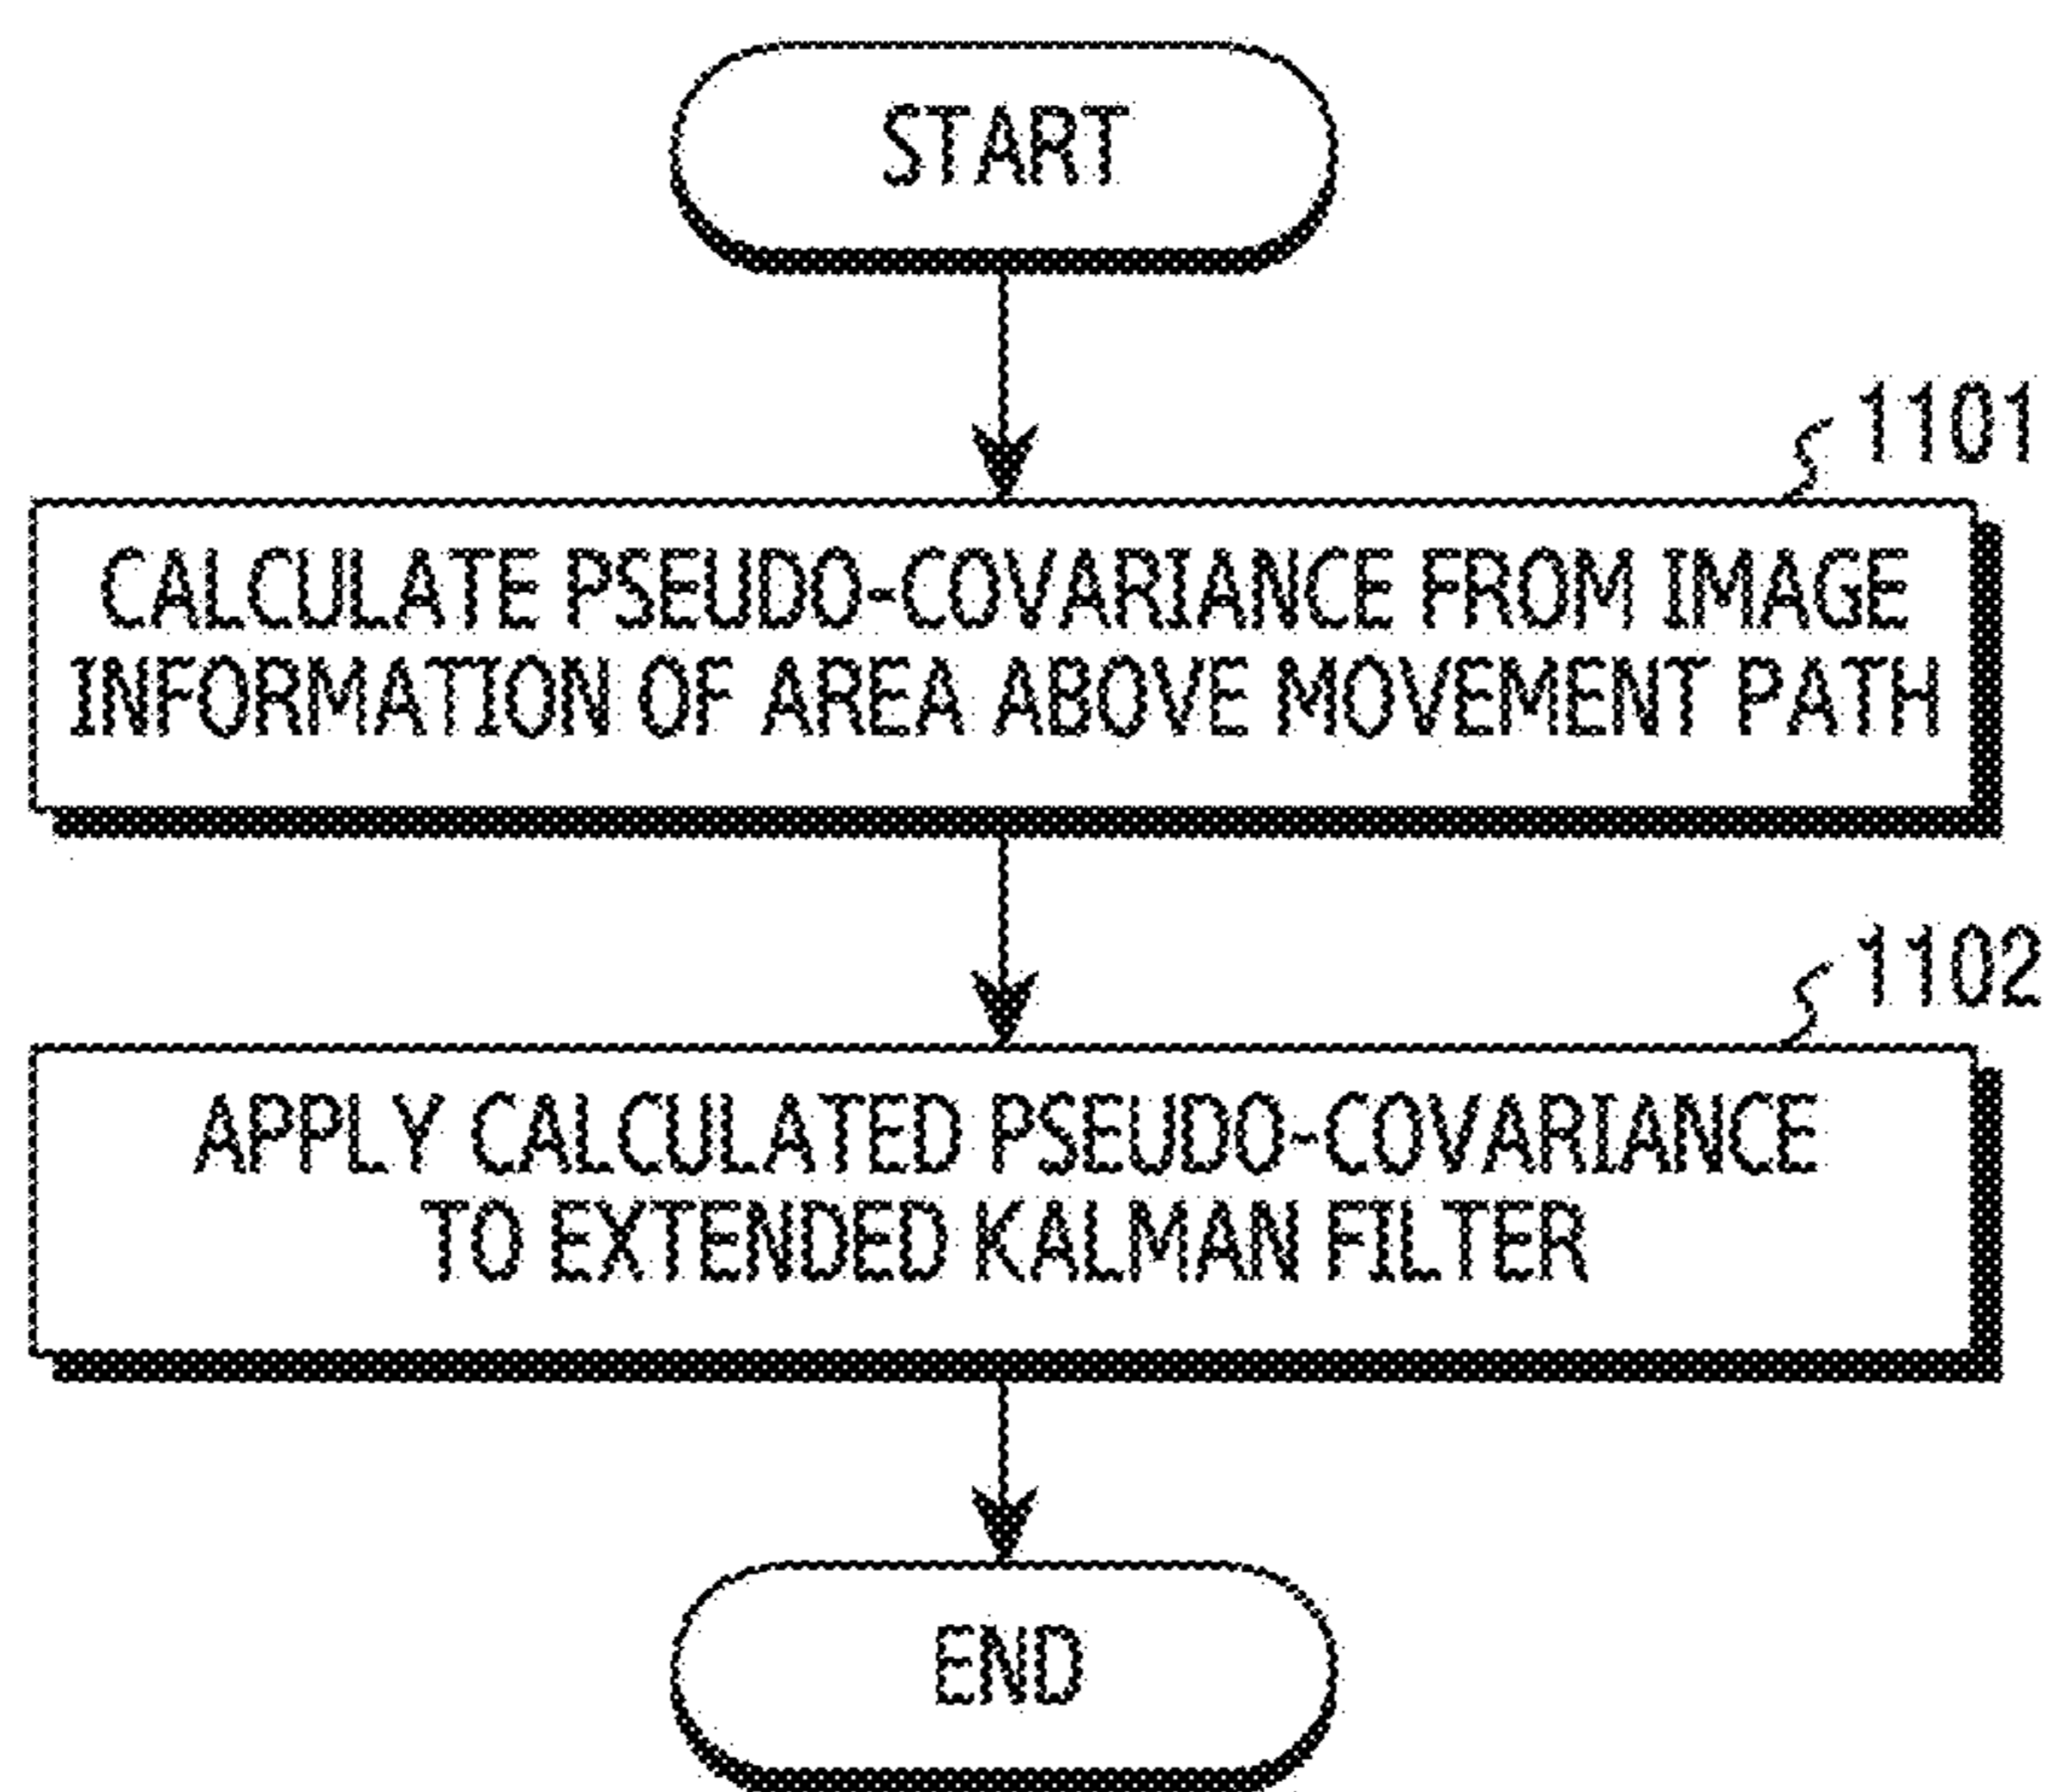 START
1101
CALCULATE PSEUDO-COVARIANCE FROM IMAGE
INFORMATION OF AREA ABOVE MOVEMENT PATH
1102
APPLY CALCULATED PSEUDO-COVARIANCE
TO EXTENDED KALMAN FILTER
END